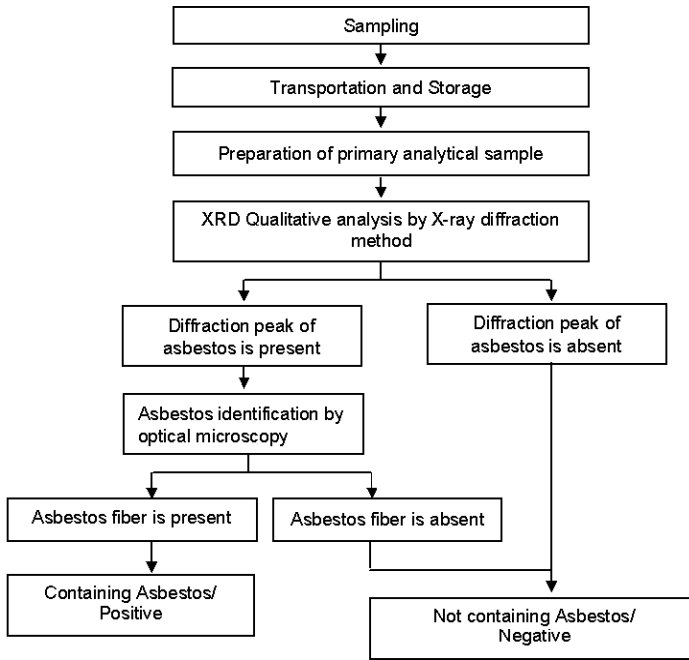 Sampling
Transportation and Storage
Preparation of primary analytical sample
XRD Qualitative analysis by X-ray diffraction
method
Diffraction peak of
asbestos is present
Diffraction peak of
asbestos is absent
Asbestos identification by
optical microscopy
Asbestos fiber is present
Asbestos fiber is absent
Containing Asbestos/
Positive
Not containing Asbestos/
Negative